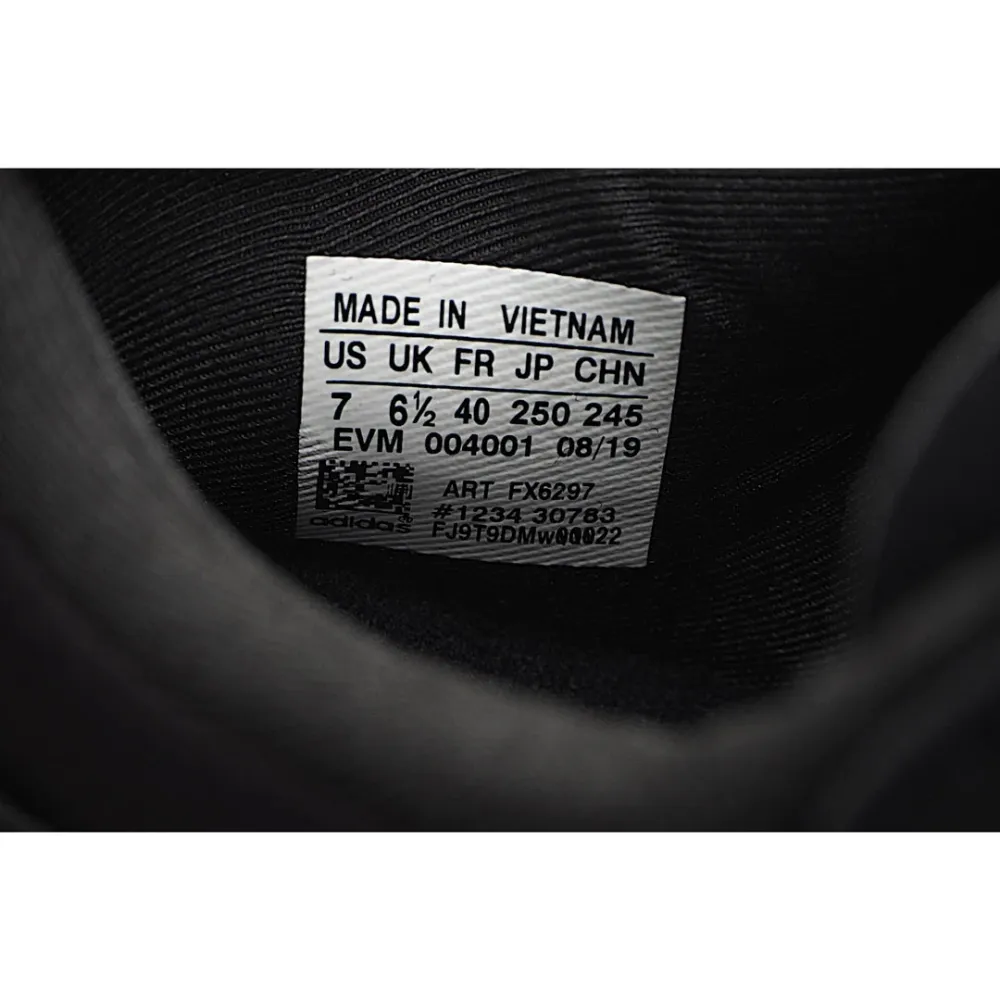 MADE IN VIETNAM
US UK FR JP CHN
7 6½ 40 250 245
EVM 004001 08/19
ART FX6297
#1234 30783
adidas